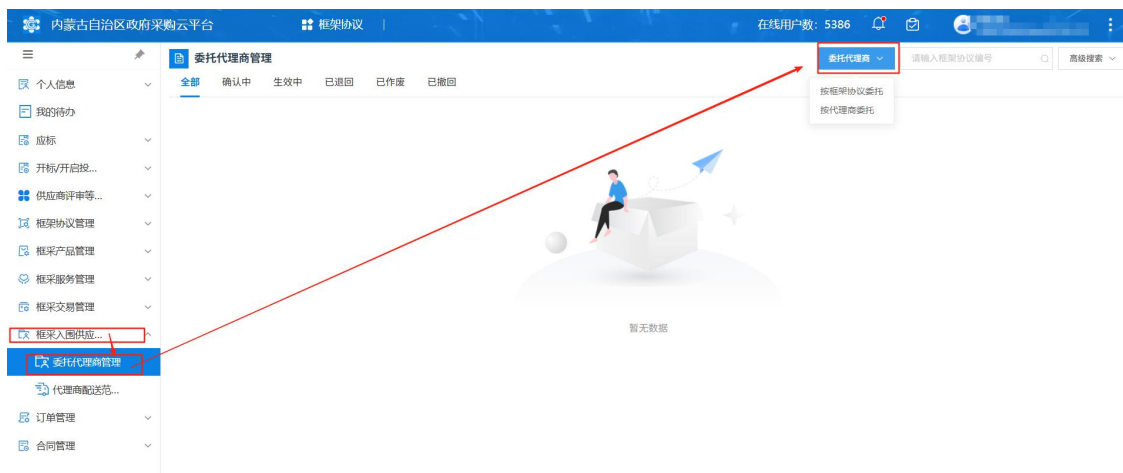 内蒙古自治区政府采购云平台
框架协议
在线用户数: 5386
委托代理商管理
委托代理商
请输入框架协议编号
高级搜索
全部 确认中 生效中 已退回 已作废 已撤回
按框架协议委托
按代理商委托
个人信息
我的待办
应标
开标/开启投...
供应商评审等...
框架协议管理
框采产品管理
框采服务管理
框采交易管理
框采入围供应...
委托代理商管理
代理商配送范...
订单管理
合同管理
暂无数据